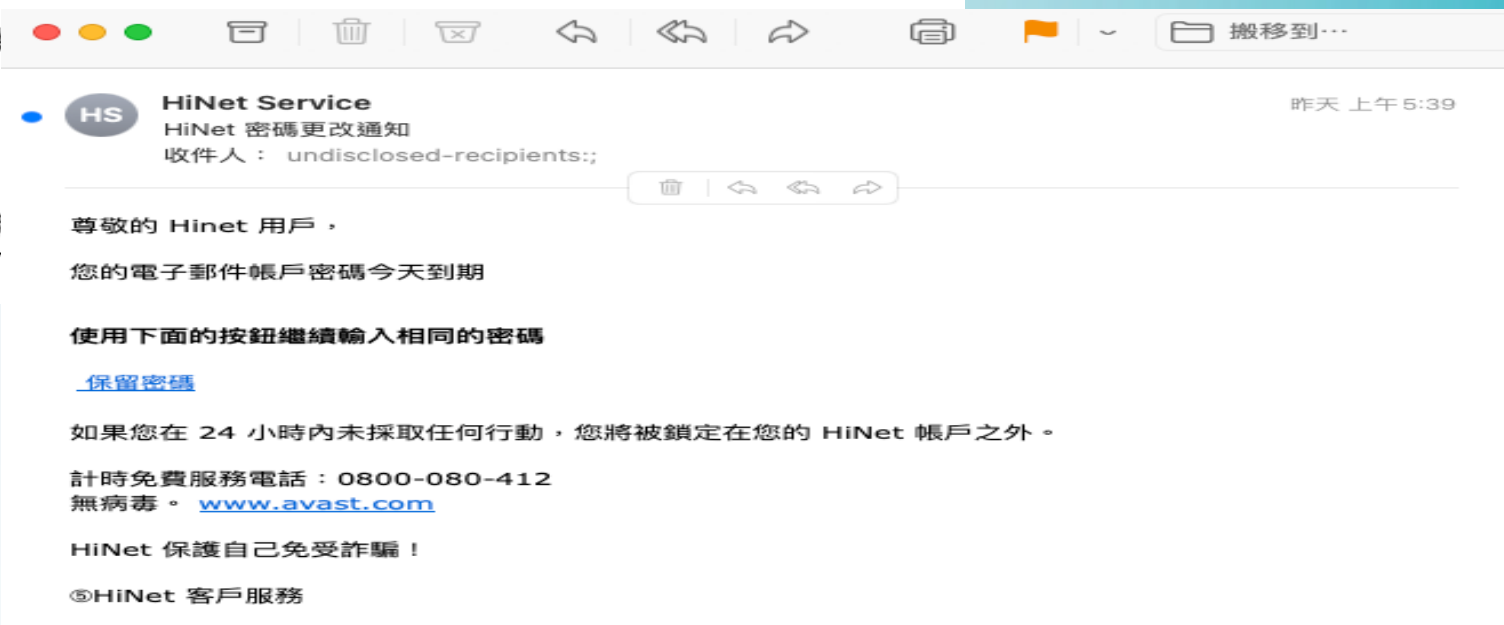 搬移到…
HS
HiNet Service
昨天 上午5:39
HiNet 密碼更改通知
收件人： undisclosed-recipients:;
尊敬的 Hinet 用戶，
您的電子郵件帳戶密碼今天到期
使用下面的按鈕繼續輸入相同的密碼
保留密碼
如果您在 24 小時內未採取任何行動，您將被鎖定在您的 HiNet 帳戶之外。
計時免費服務電話：0800-080-412
無病毒。 www.avast.com
HiNet 保護自己免受詐騙！
⑤HiNet 客戶服務